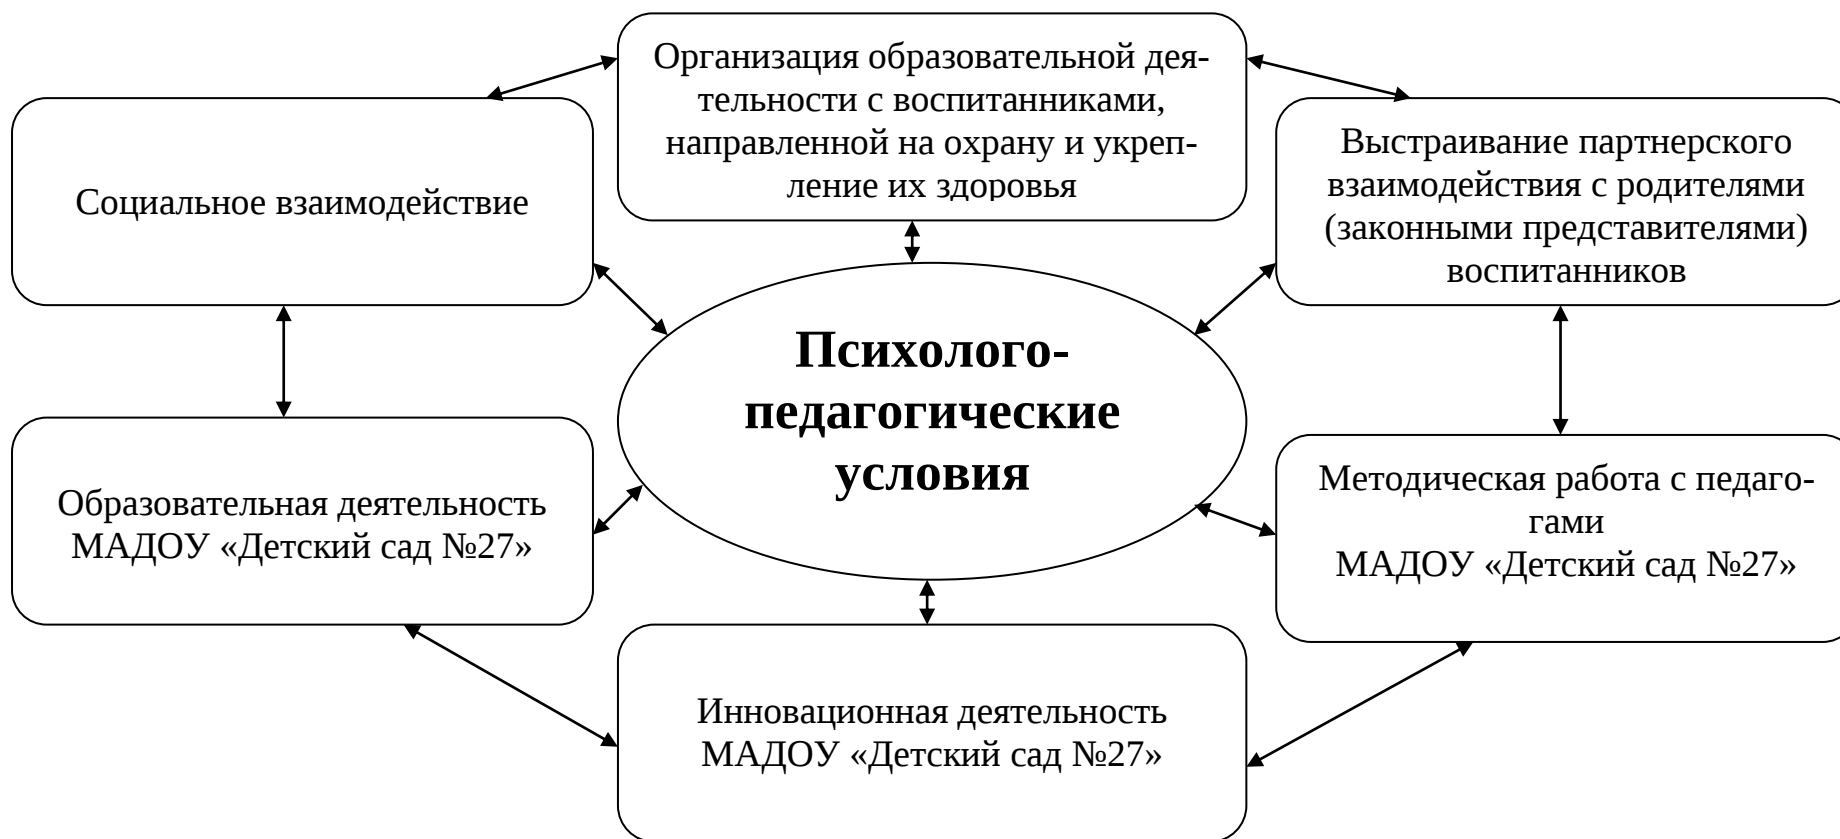 Организация образовательной дея-
тельности с воспитанниками,
направленной на охрану и укреп-
ление их здоровья
Социальное взаимодействие
Выстраивание партнерского
взаимодействия с родителями
(законными представителями)
воспитанников
Психолого-
педагогические
условия
Образовательная деятельность
МАДОУ «Детский сад №27»
Методическая работа с педаго-
гами
МАДОУ «Детский сад №27»
Инновационная деятельность
МАДОУ «Детский сад №27»